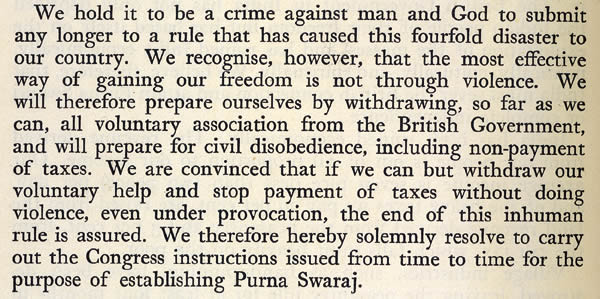 We hold it to be a crime against man and God to submit
any longer to a rule that has caused this fourfold disaster to
our country. We recognise, however, that the most effective
way of gaining our freedom is not through violence. We
will therefore prepare ourselves by withdrawing, so far as we
can, all voluntary association from the British Government,
and will prepare for civil disobedience, including non-payment
of taxes. We are convinced that if we can but withdraw our
voluntary help and stop payment of taxes without doing
violence, even under provocation, the end of this inhuman
rule is assured. We therefore hereby solemnly resolve to carry
out the Congress instructions issued from time to time for the
purpose of establishing Purna Swaraj.